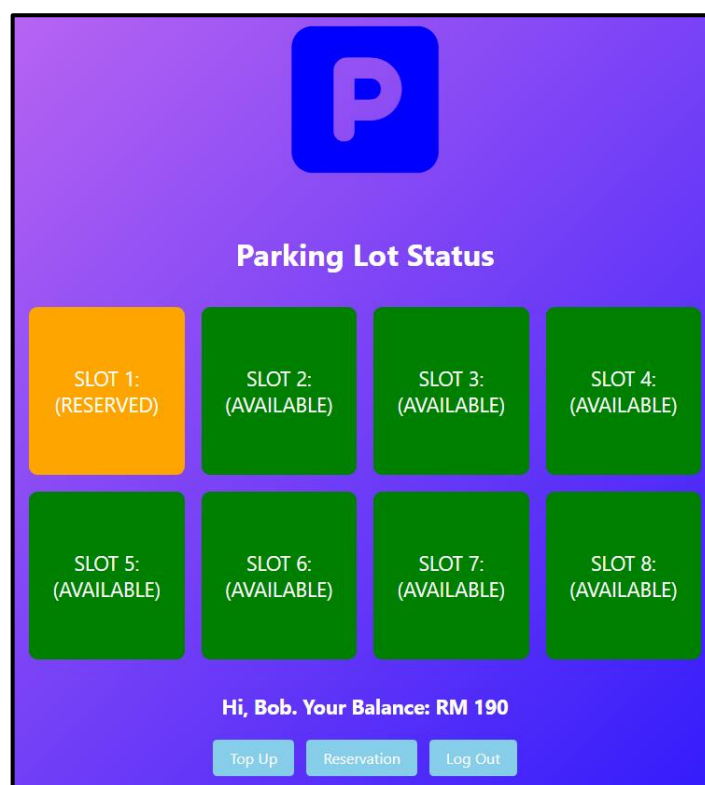 P
Parking Lot Status
SLOT 1:
(RESERVED)
SLOT 2:
(AVAILABLE)
SLOT 3:
(AVAILABLE)
SLOT 4:
(AVAILABLE)
SLOT 5:
(AVAILABLE)
SLOT 6:
(AVAILABLE)
SLOT 7:
(AVAILABLE)
SLOT 8:
(AVAILABLE)
Hi, Bob. Your Balance: RM 190
Top Up
Reservation
Log Out